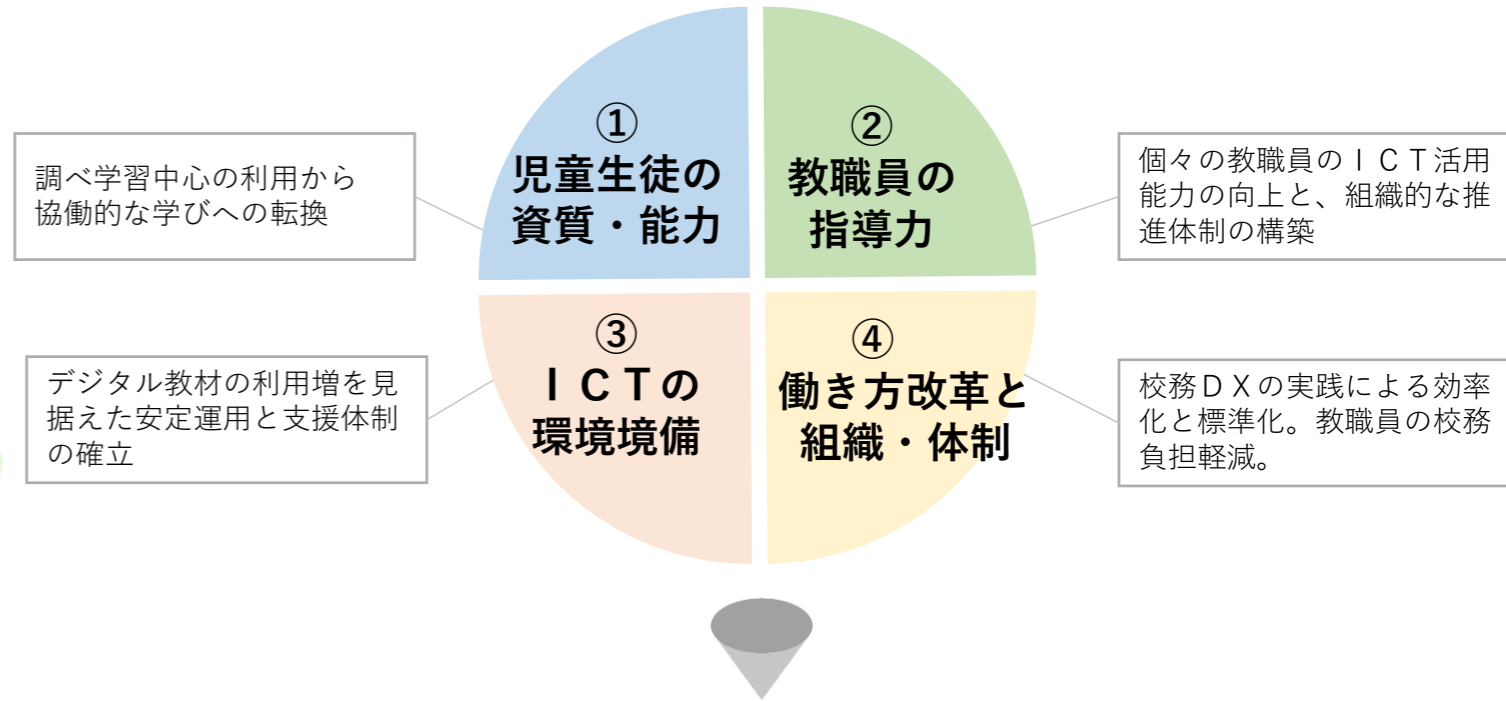 ①
児童生徒の
資質・能力
②
教職員の
指導力
調べ学習中心の利用から
協働的な学びへの転換
個々の教職員のＩＣＴ活用
能力の向上と、組織的な推
進体制の構築
③
ＩＣＴの
環境境備
④
働き方改革と
組織・体制
デジタル教材の利用増を見
据えた安定運用と支援体制
の確立
校務ＤＸの実践による効率
化と標準化。教職員の校務
負担軽減。